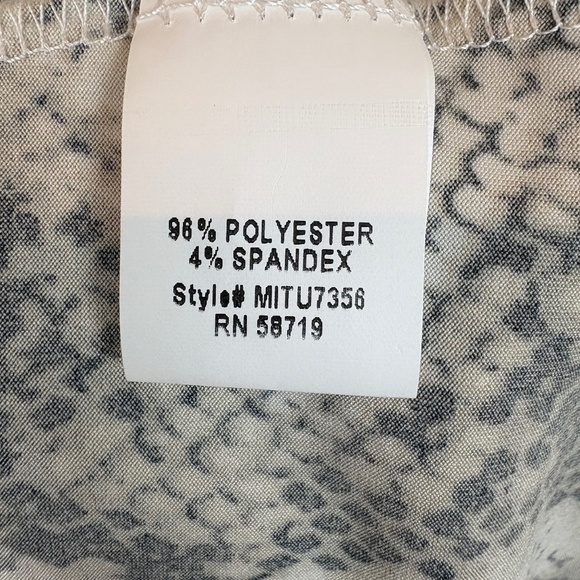 96% POLYESTER
4% SPANDEX
Style# MITU7356
RN 58719